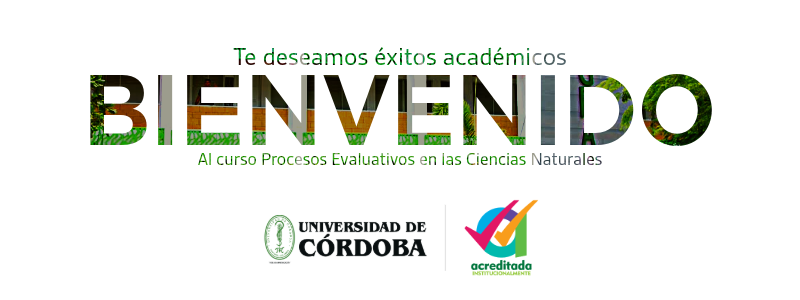 Te deseamos éxitos académicos
BIENVENIDO
Al curso Procesos Evaluativos en las Ciencias Naturales
UNIVERSIDAD DE
CÓRDOBA
acreditada
INSTITUCIONALMENTE